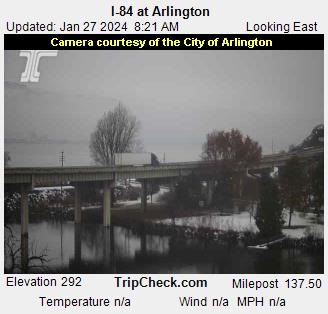 I-84 at Arlington
Updated: Jan 27 2024 8:21 AM Looking East
Camera courtesy of the City of Arlington
Elevation 292 TripCheck.com Milepost 137.50
Temperature n/a Wind n/a MPH n/a